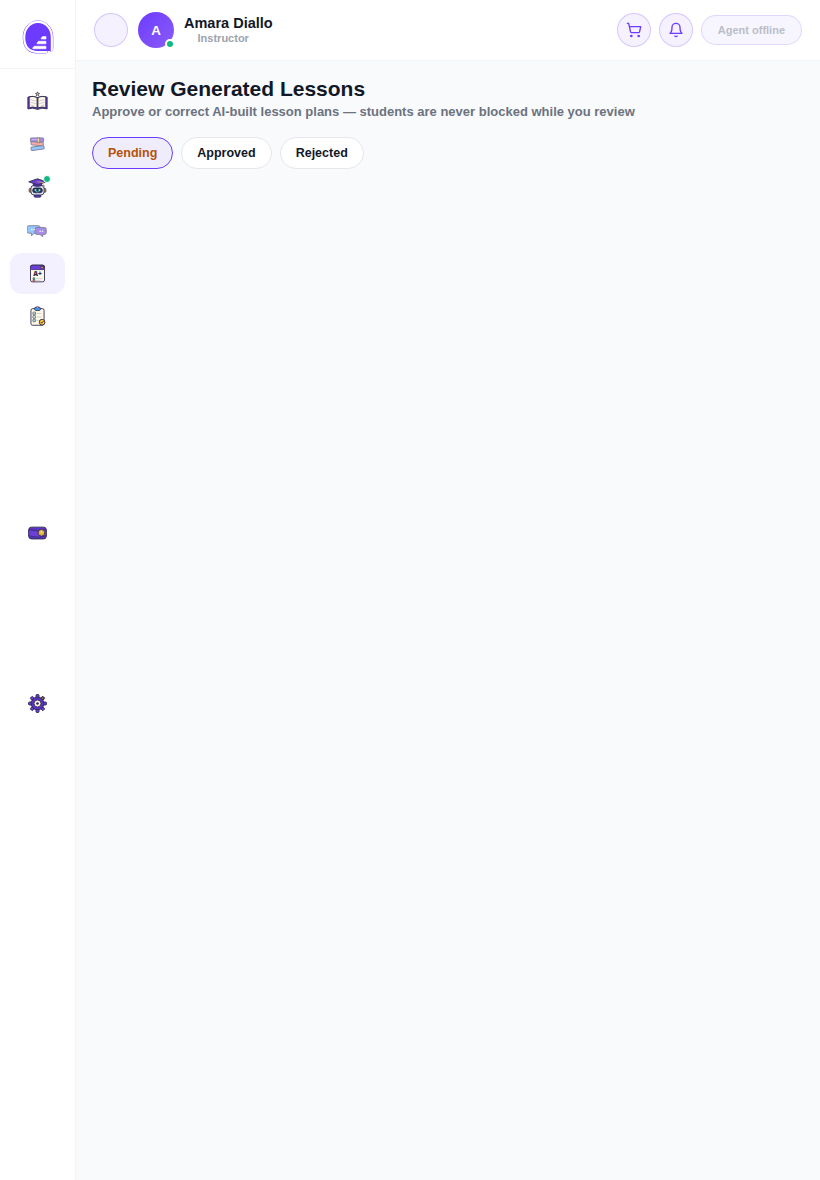 A
Amara Diallo
Instructor
Agent offline
Review Generated Lessons
Approve or correct AI-built lesson plans — students are never blocked while you review
Pending
Approved
Rejected
A+